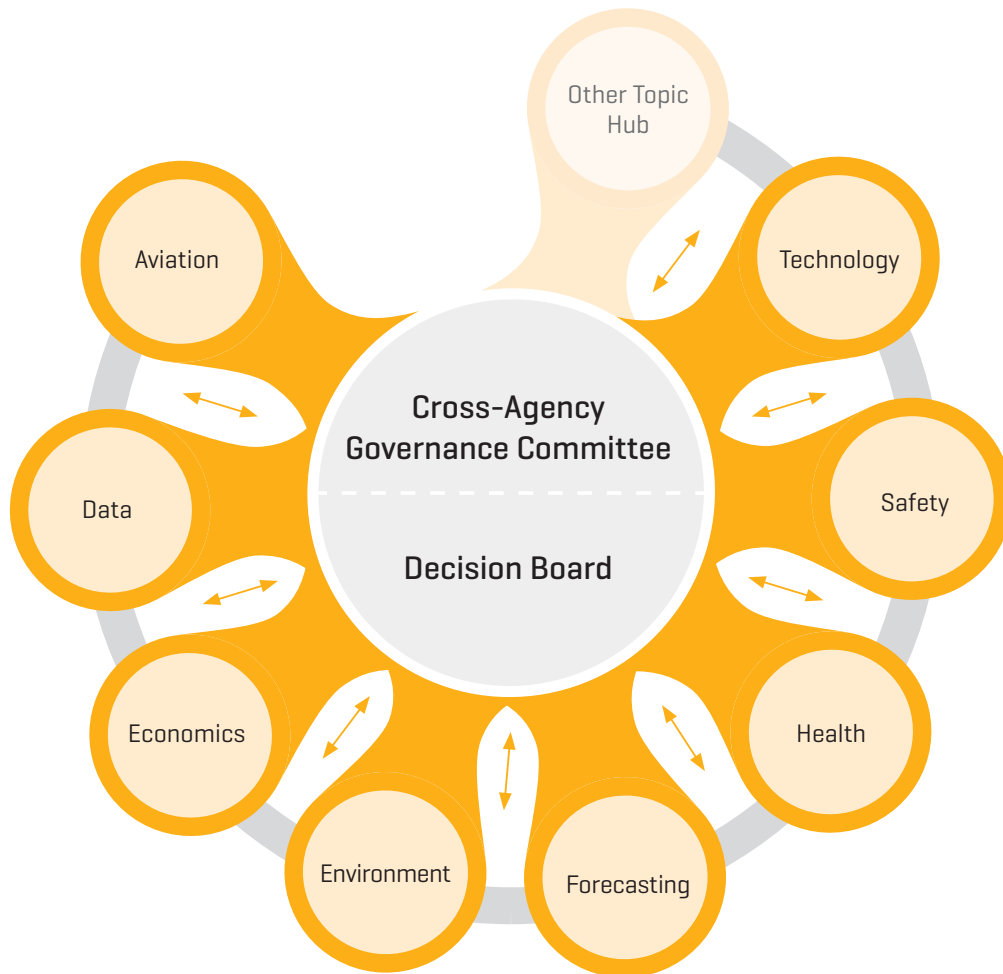 Other Topic
Hub
Aviation
Technology
Cross-Agency
Governance Committee
Data
Safety
Decision Board
Economics
Health
Environment
Forecasting